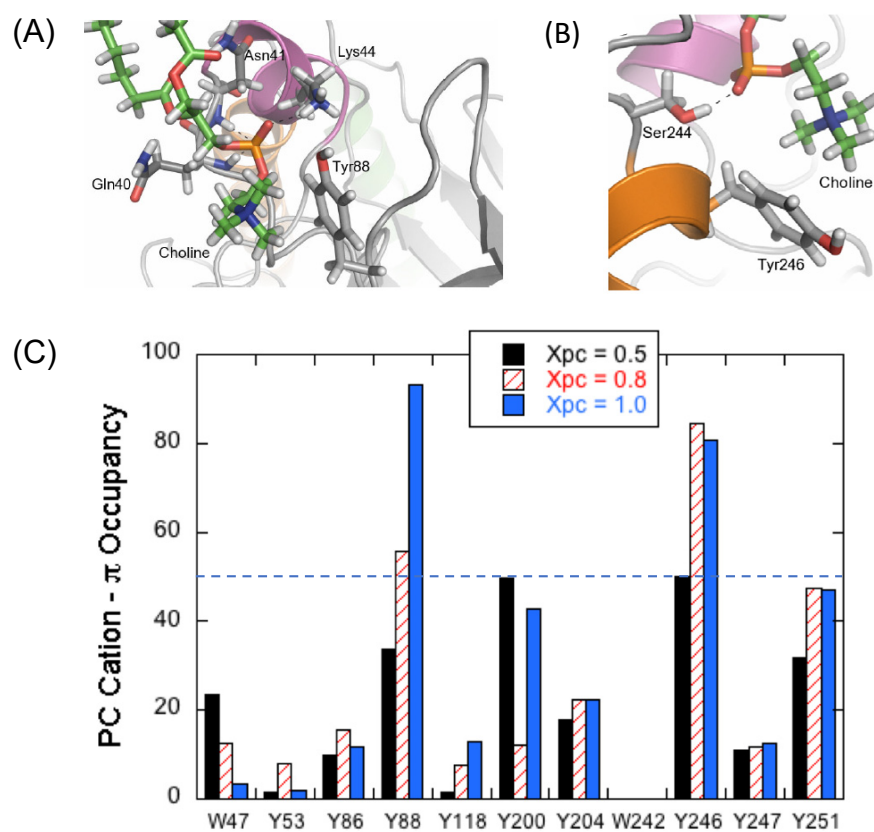 (A)
Asn41
Lys44
Gln40
Tyr88
Choline
(B)
Ser244
Choline
Tyr246
(C)
PC Cation - π Occupancy
100
80
60
40
20
0
Xpc = 0.5
Xpc = 0.8
Xpc = 1.0
W47 Y53 Y86 Y88 Y118 Y200 Y204 W242 Y246 Y247 Y251